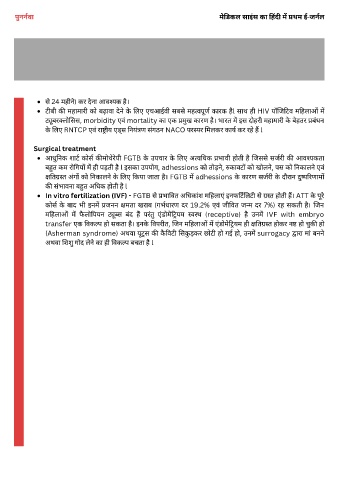 पुनर्नवा
मेडिकल साइंस का हिंदी में प्रथम ई-जर्नल
• से 24 महीने) कर देना आवश्यक है।
• टीबी की महामारी को बढ़ावा देने के लिए एचआईवी सबसे महत्वपूर्ण कारक है। साथ ही HIV पॉजिटिव महिलाओं में
ट्यूबरक्लोसिस, morbidity एवं mortality का एक प्रमुख कारण है। भारत में इस दोहरी महामारी के बेहतर प्रबंधन
के लिए RNTCP एवं राष्ट्रीय एड्स नियंत्रण संगठन NACO परस्पर मिलकर कार्य कर रहे हैं ।
Surgical treatment
• आधुनिक शार्ट कोर्स कीमोथेरेपी FGTB के उपचार के लिए अत्यधिक प्रभावी होती है जिससे सर्जरी की आवश्यकता
बहुत कम रोगियों में ही पड़ती है । इसका उपयोग, adhessions को तोड़ने, रुकावटों को खोलने, पस को निकालने एवं
क्षतिग्रस्त अंगों को निकालने के लिए किया जाता है। FGTB में adhessions के कारण सर्जरी के दौरान दुष्परिणामों
की संभावना बहुत अधिक होती है ।
• In vitro fertilization (IVF) - FGTB से प्रभावित अधिकांश महिलाएं इनफर्टिलिटी से ग्रस्त होती हैं। ATT के पूरे
कोर्स के बाद भी इनमें प्रजनन क्षमता खराब (गर्भधारण दर 19.2% एवं जीवित जन्म दर 7%) रह सकती है। जिन
महिलाओं में फैलोपियन ट्यूब्स बंद हैं परंतु एंडोमेट्रियम स्वस्थ (receptive) है उनमें IVF with embryo
transfer एक विकल्प हो सकता है। इनके विपरीत, जिन महिलाओं में एंडोमेट्रियम ही क्षतिग्रस्त होकर नष्ट हो चुकी हो
(Asherman syndrome) अथवा यूट्रस की कैविटी सिकुड़कर छोटी हो गई हो, उनमें surrogacy द्वारा मां बनने
अथवा शिशु गोद लेने का ही विकल्प बचता है ।